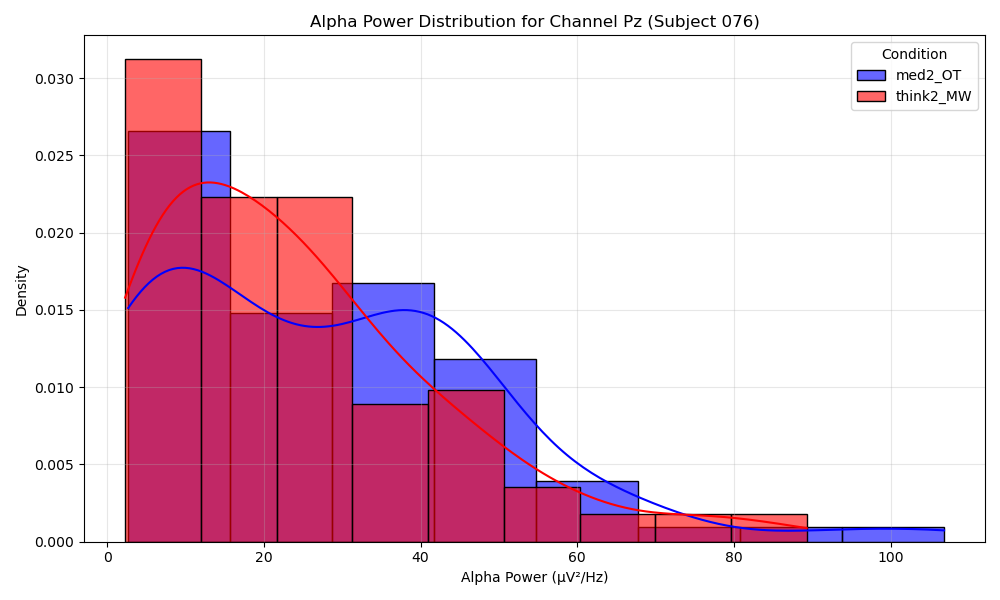 Alpha Power Distribution for Channel Pz (Subject 076)
Condition
med2_OT
think2_MW
0.030
0.025
0.020
0.015
0.010
0.005
0.000
Density
0
20
40
60
80
100
Alpha Power (µV²/Hz)